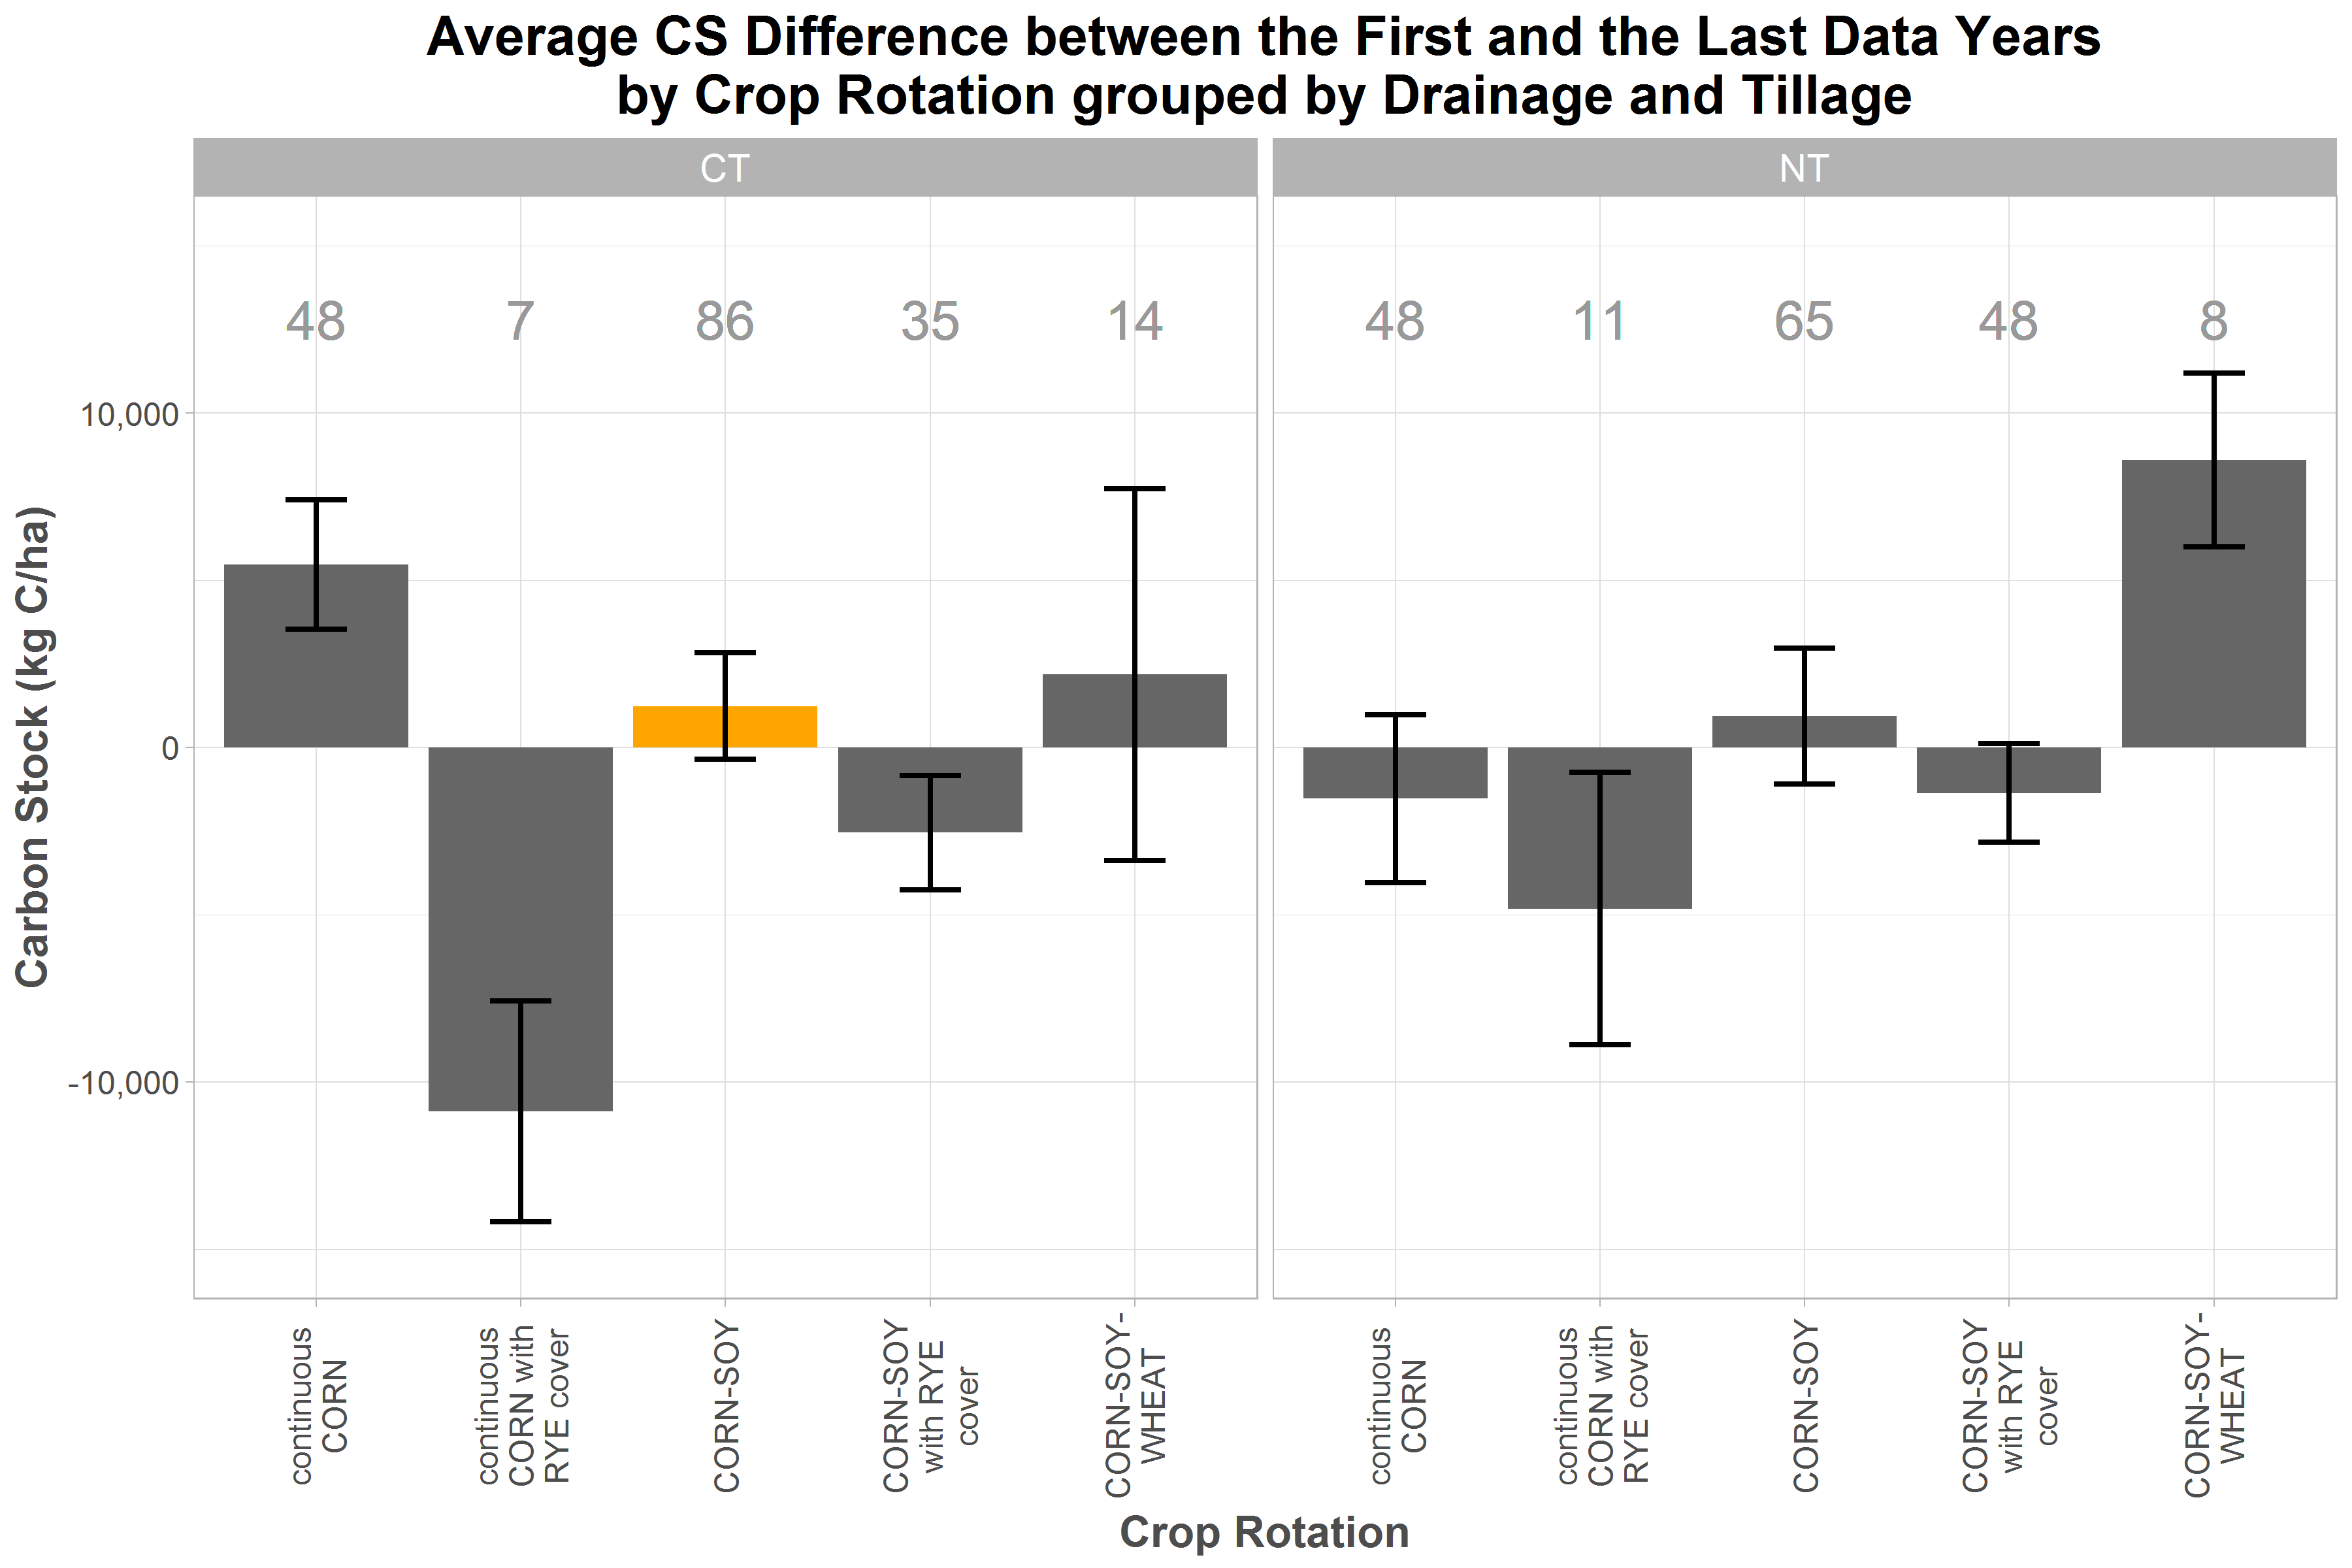 Average CS Difference between the First and the Last Data Years
by Crop Rotation grouped by Drainage and Tillage
CT
NT
48
7
86
35
14
48
11
65
48
8
Carbon Stock (kg C/ha)
10,000
0
-10,000
continuous
CORN
continuous
CORN with
RYE cover
CORN-SOY
CORN-SOY
with RYE
cover
CORN-SOY-
WHEAT
continuous
CORN
continuous
CORN with
RYE cover
CORN-SOY
CORN-SOY
with RYE
cover
CORN-SOY-
WHEAT
Crop Rotation